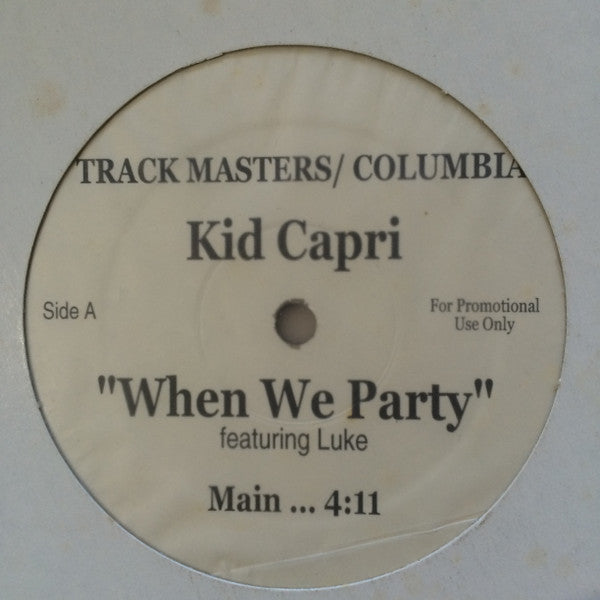 TRACK MASTERS/ COLUMBIA
Kid Capri
Side A
For Promotional
Use Only
"When We Party"
featuring Luke
Main ... 4:11